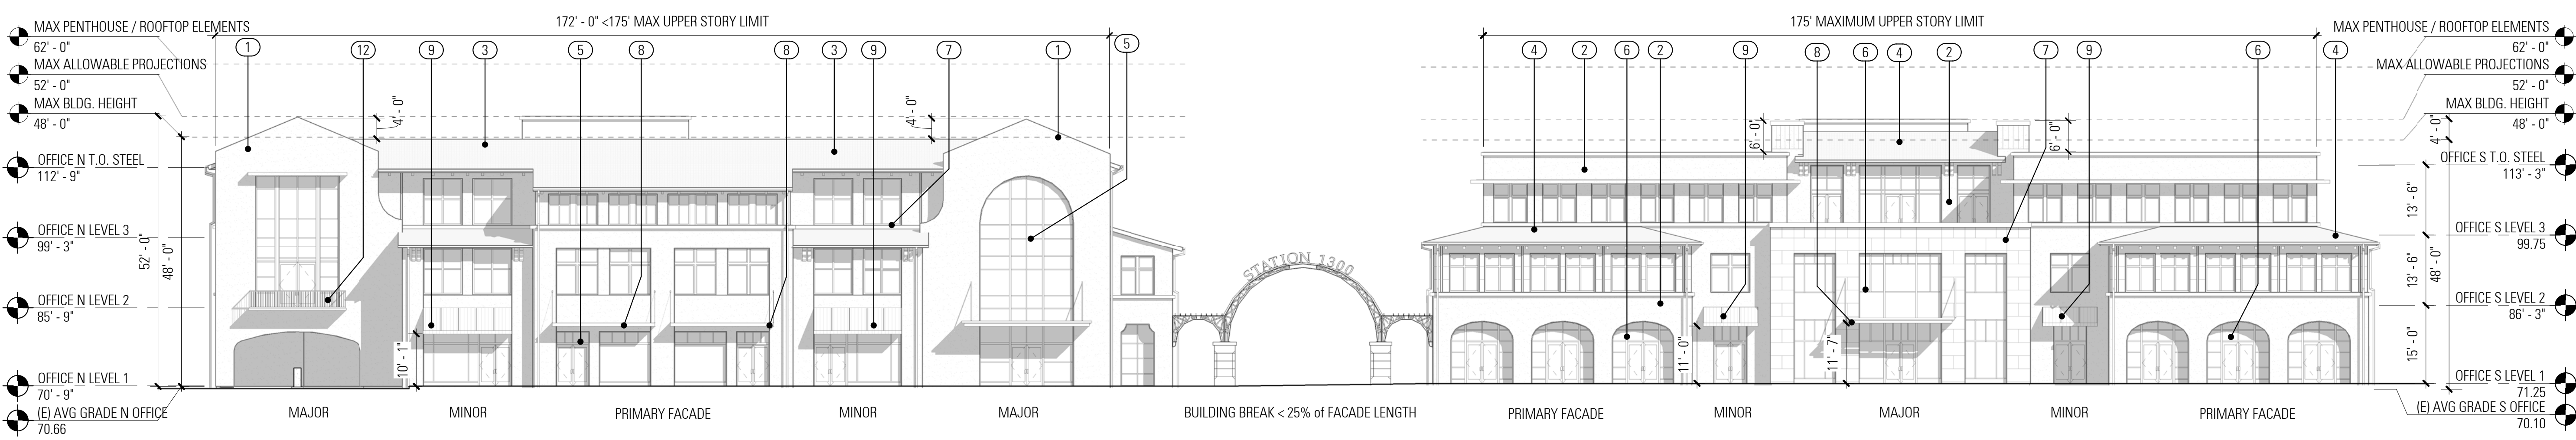 172' - 0" <175' MAX UPPER STORY LIMIT
175' MAXIMUM UPPER STORY LIMIT
MAX PENTHOUSE / ROOFTOP ELEMENTS
62' - 0"
MAX ALLOWABLE PROJECTIONS
52' - 0"
MAX BLDG. HEIGHT
48' - 0"
OFFICE N T.O. STEEL
112' - 9"
OFFICE N LEVEL 3
99' - 3"
OFFICE N LEVEL 2
85' - 9"
OFFICE N LEVEL 1
70' - 9"
(E) AVG GRADE N OFFICE
70.66
52' - 0"
48' - 0"
1 12 9 3 5 8 8 3 9 7 1 5
4' - 0"
4' - 0"
10' - 1"
STATION 1300
4 2 6 2 9 8 6 4 2 7 9 6 4
6' - 0"
6' - 0"
11' - 0"
11' - 7"
MAJOR MINOR PRIMARY FACADE MINOR MAJOR BUILDING BREAK < 25% of FACADE LENGTH PRIMARY FACADE MINOR MAJOR MINOR PRIMARY FACADE
4' - 0"
13' - 6"
13' - 6"
48' - 0"
15' - 0"
MAX PENTHOUSE / ROOFTOP ELEMENTS
62' - 0"
MAX ALLOWABLE PROJECTIONS
52' - 0"
MAX BLDG. HEIGHT
48' - 0"
OFFICE S T.O. STEEL
113' - 3"
OFFICE S LEVEL 3
99.75
OFFICE S LEVEL 2
86' - 3"
OFFICE S LEVEL 1
71.25
(E) AVG GRADE S OFFICE
70.10